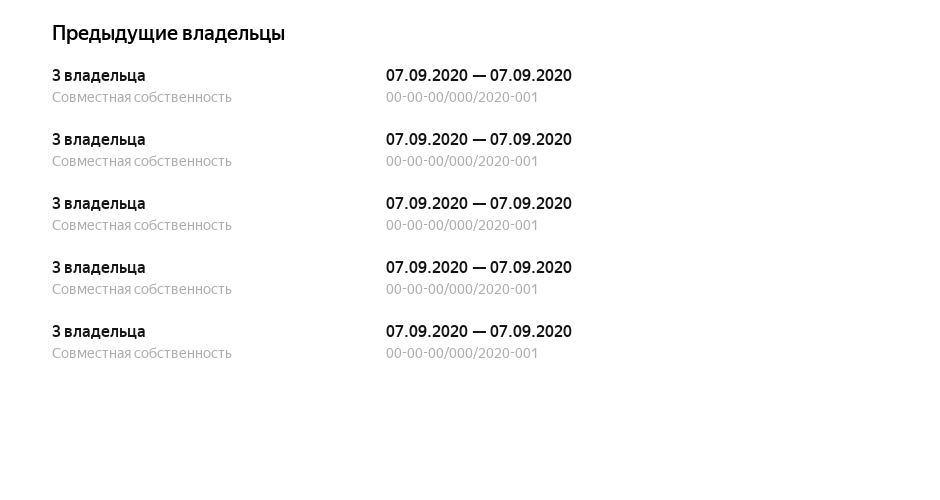 Предыдущие владельцы
3 владельца 07.09.2020 — 07.09.2020
Совместная собственность 00-00-00/000/2020-001
3 владельца 07.09.2020 — 07.09.2020
Совместная собственность 00-00-00/000/2020-001
3 владельца 07.09.2020 — 07.09.2020
Совместная собственность 00-00-00/000/2020-001
3 владельца 07.09.2020 — 07.09.2020
Совместная собственность 00-00-00/000/2020-001
3 владельца 07.09.2020 — 07.09.2020
Совместная собственность 00-00-00/000/2020-001